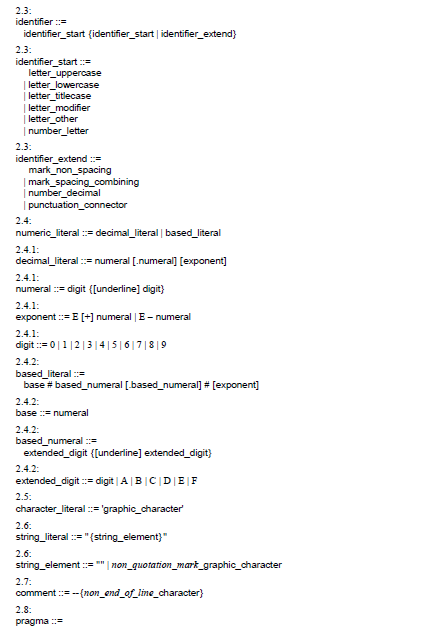 2.3:
identifier ::=
identifier_start {identifier_start | identifier_extend}
2.3:
identifier_start ::=
letter_uppercase
| letter_lowercase
| letter_titlecase
| letter_modifier
| letter_other
| number_letter
2.3:
identifier_extend ::=
mark_non_spacing
| mark_spacing_combining
| number_decimal
| punctuation_connector
2.4:
numeric_literal ::= decimal_literal | based_literal
2.4.1:
decimal_literal ::= numeral [.numeral] [exponent]
2.4.1:
numeral ::= digit {[underline] digit}
2.4.1:
exponent ::= E [+] numeral | E – numeral
2.4.1:
digit ::= 0 | 1 | 2 | 3 | 4 | 5 | 6 | 7 | 8 | 9
2.4.2:
based_literal ::=
base # based_numeral [.based_numeral] # [exponent]
2.4.2:
base ::= numeral
2.4.2:
based_numeral ::=
extended_digit {[underline] extended_digit}
2.4.2:
extended_digit ::= digit | A | B | C | D | E | F
2.5:
character_literal ::= 'graphic_character'
2.6:
string_literal ::= "{string_element}"
2.6:
string_element ::= "" | non_quotation_mark_graphic_character
2.7:
comment ::= --{non_end_of_line_character}
2.8:
pragma ::=